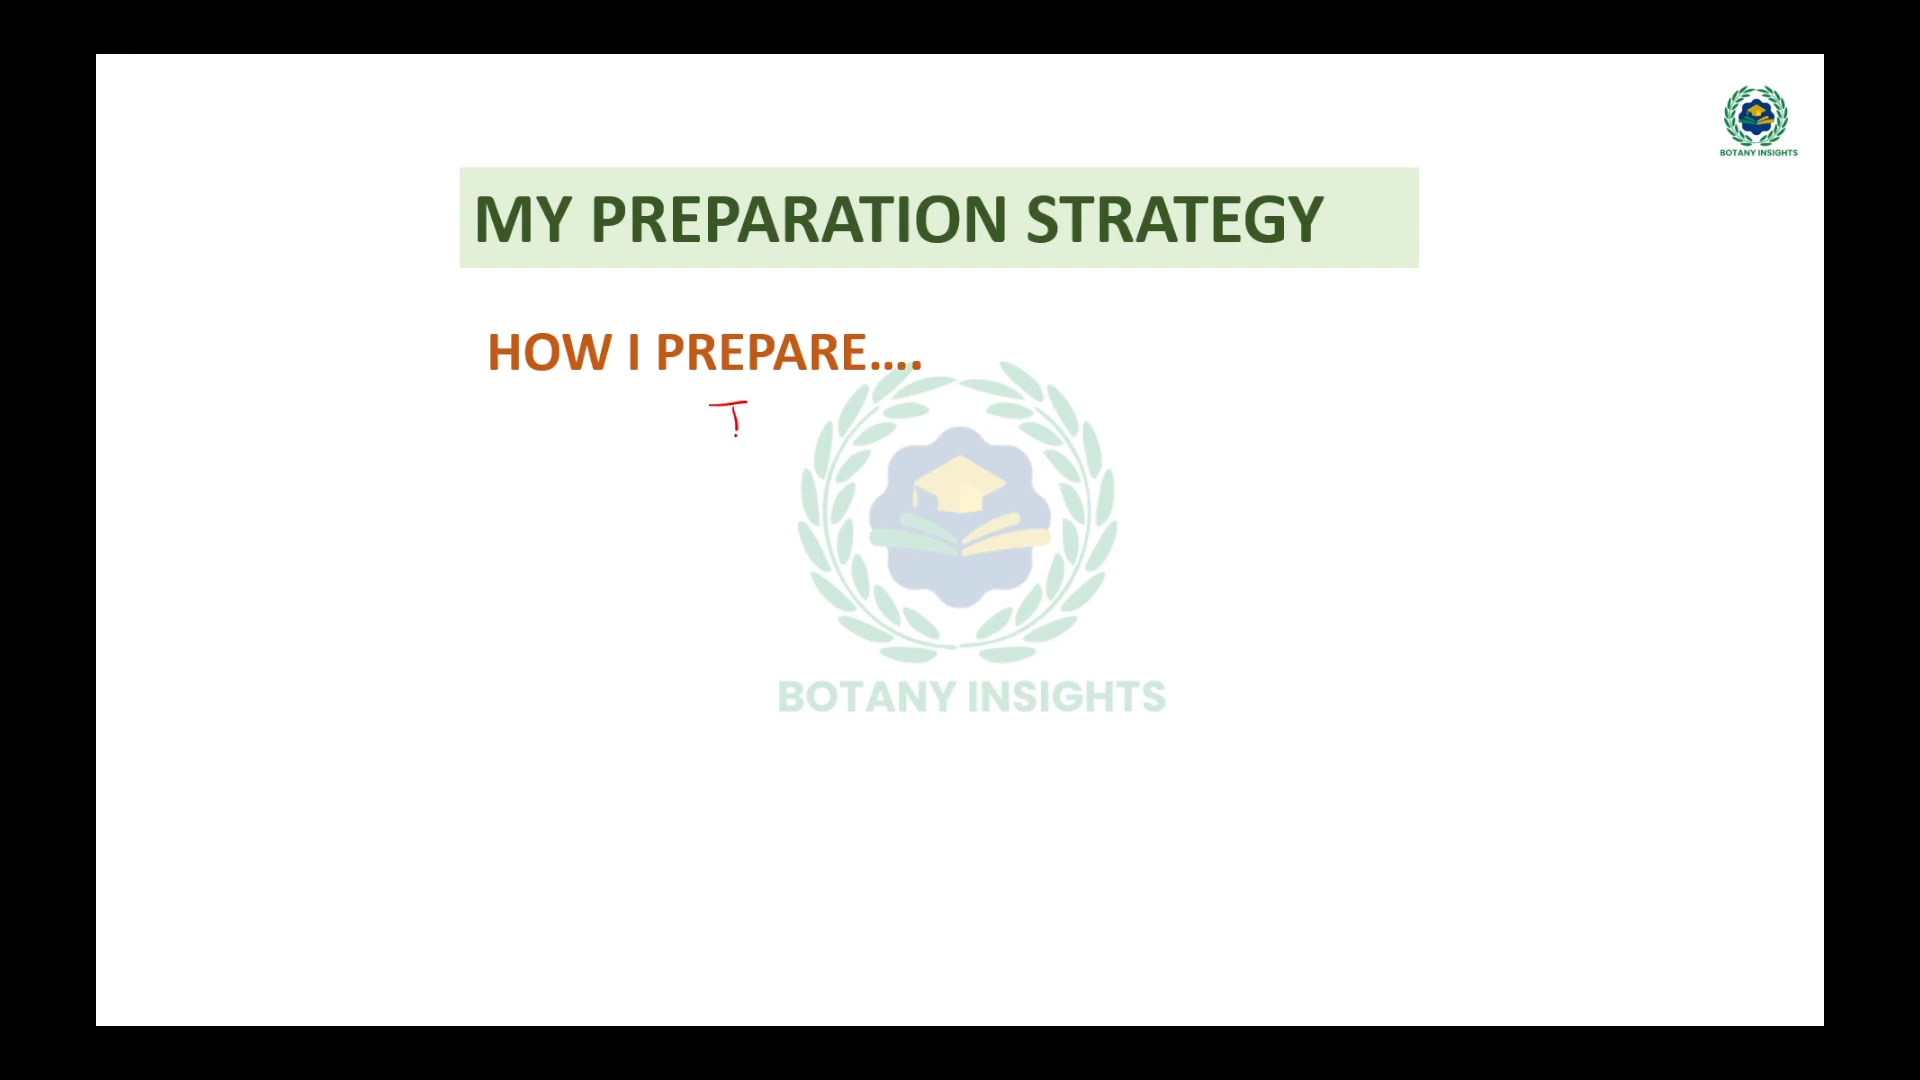 BOTANY INSIGHTS
MY PREPARATION STRATEGY
HOW I PREPARE....
T
BOTANY INSIGHTS